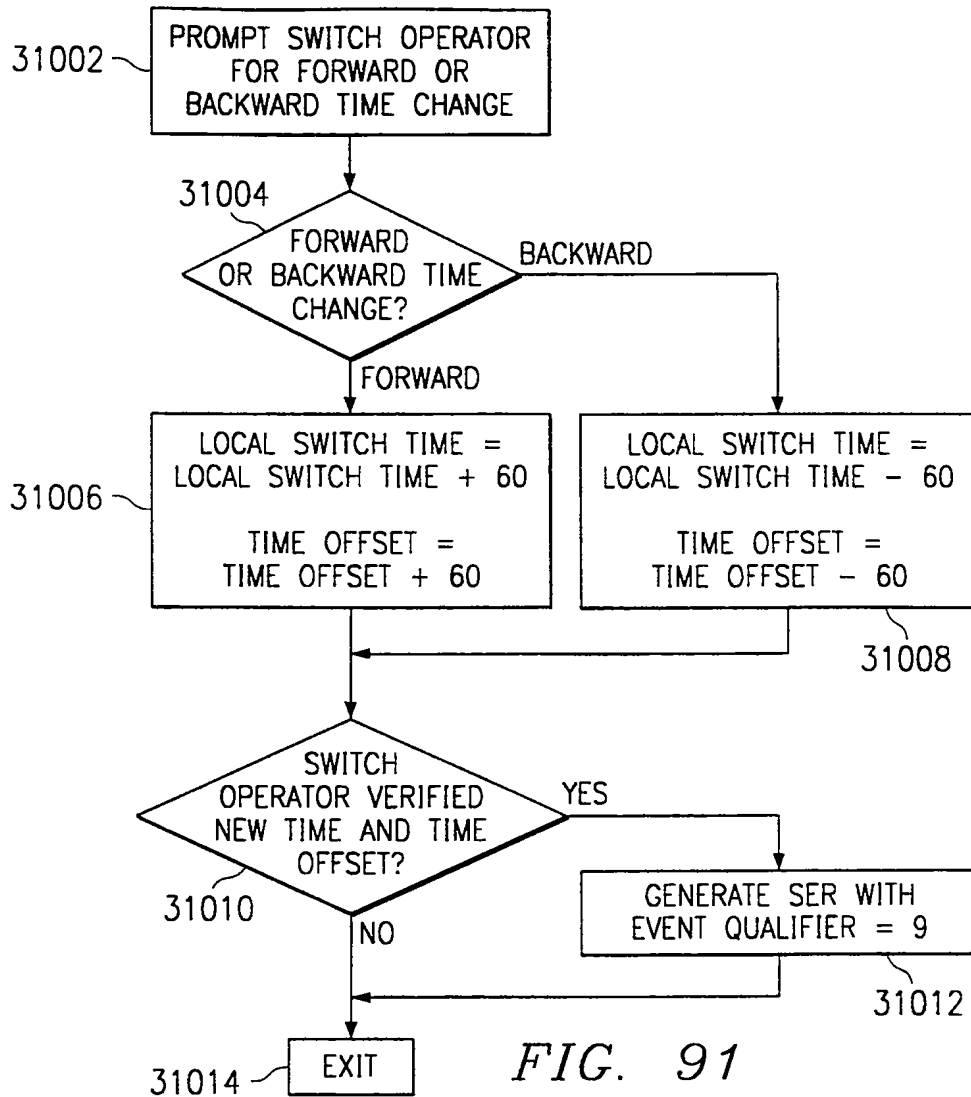 31002
PROMPT SWITCH OPERATOR
FOR FORWARD OR
BACKWARD TIME CHANGE
31004
FORWARD
OR BACKWARD TIME
CHANGE?
BACKWARD
FORWARD
31006
LOCAL SWITCH TIME =
LOCAL SWITCH TIME + 60
TIME OFFSET =
TIME OFFSET + 60
LOCAL SWITCH TIME =
LOCAL SWITCH TIME - 60
TIME OFFSET =
TIME OFFSET - 60
31008
SWITCH
OPERATOR VERIFIED
NEW TIME AND TIME
OFFSET?
YES
31010
NO
GENERATE SER WITH
EVENT QUALIFIER = 9
31012
31014
EXIT
FIG. 91